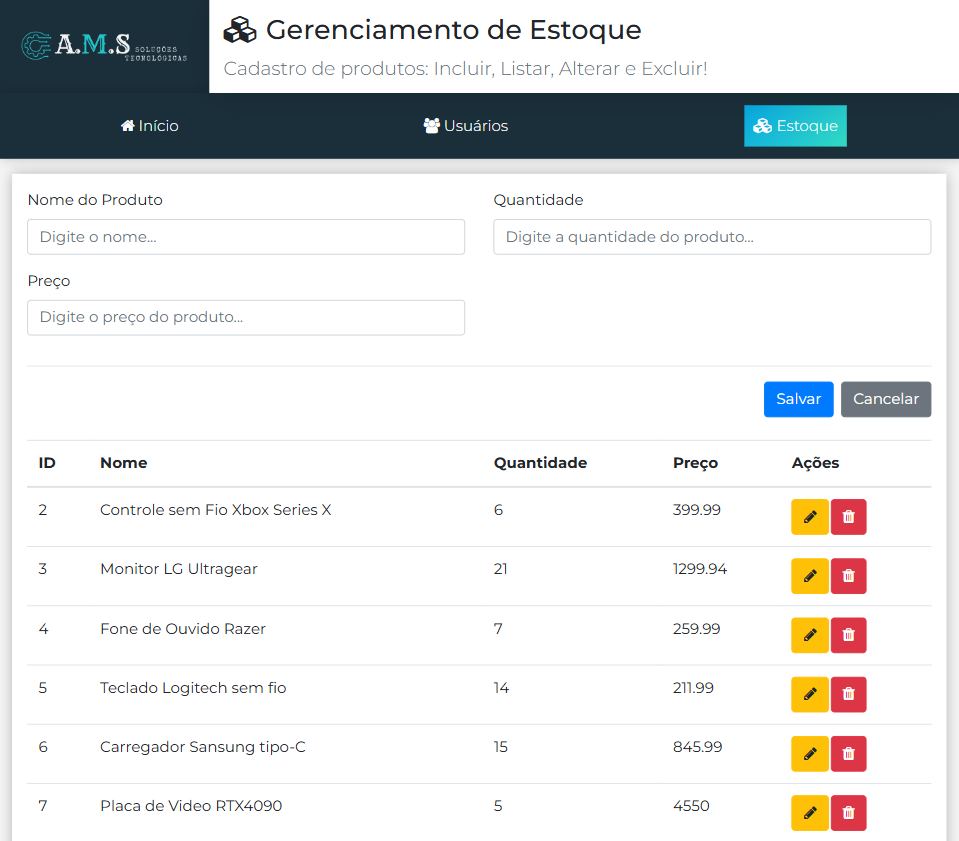 A.M.S SOLUÇÕES
TECNOLÓGICAS
Gerenciamento de Estoque
Cadastro de produtos: Incluir, Listar, Alterar e Excluir!
Início Usuários Estoque
Nome do Produto Quantidade
Digite o nome... Digite a quantidade do produto...
Preço
Digite o preço do produto...
Salvar Cancelar
ID Nome Quantidade Preço Ações
2 Controle sem Fio Xbox Series X 6 399.99
3 Monitor LG Ultragear 21 1299.94
4 Fone de Ouvido Razer 7 259.99
5 Teclado Logitech sem fio 14 211.99
6 Carregador Sansung tipo-C 15 845.99
7 Placa de Video RTX4090 5 4550